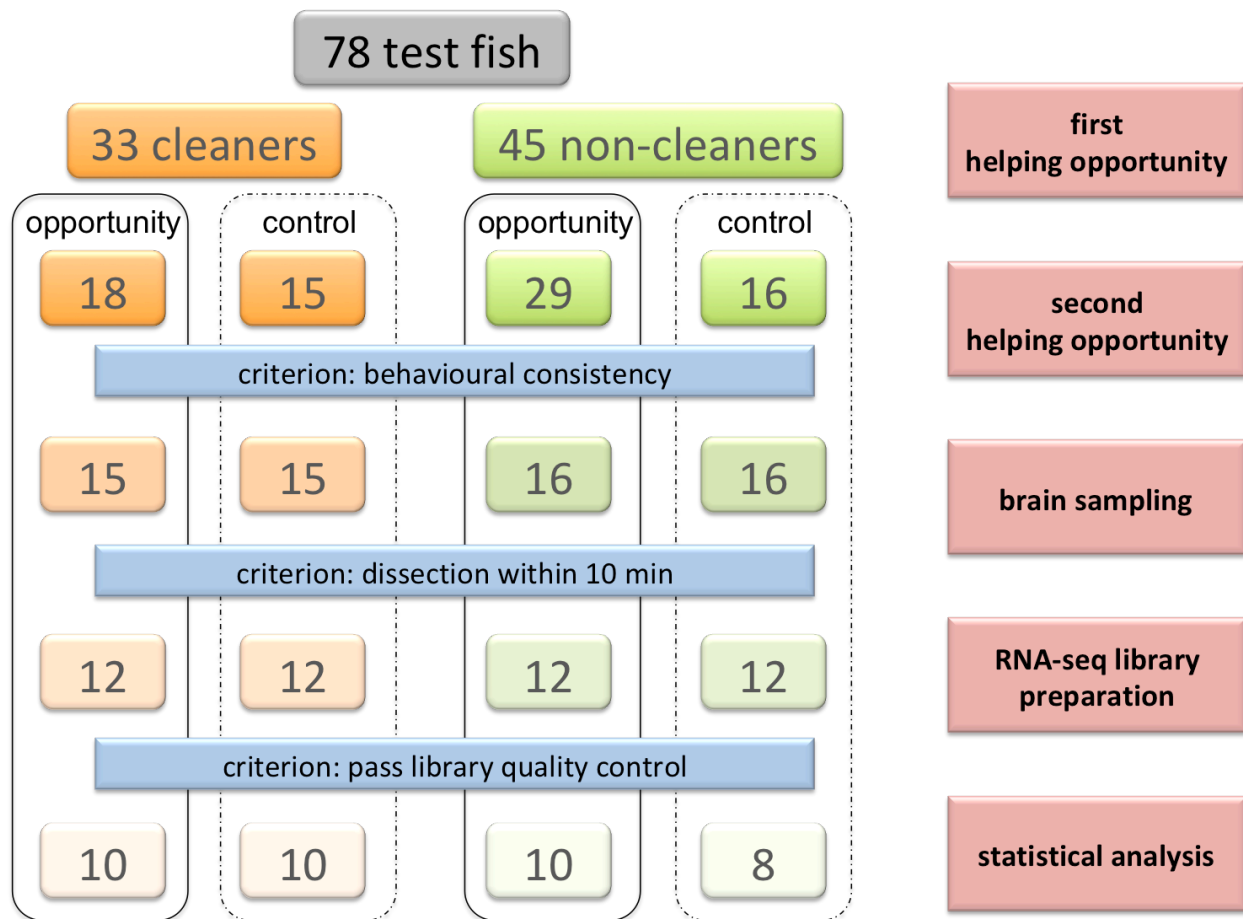 78 test fish
33 cleaners
45 non-cleaners
opportunity
control
opportunity
control
18
15
29
16
criterion: behavioural consistency
15
15
16
16
criterion: dissection within 10 min
12
12
12
12
criterion: pass library quality control
10
10
10
8
first
helping opportunity
second
helping opportunity
brain sampling
RNA-seq library
preparation
statistical analysis